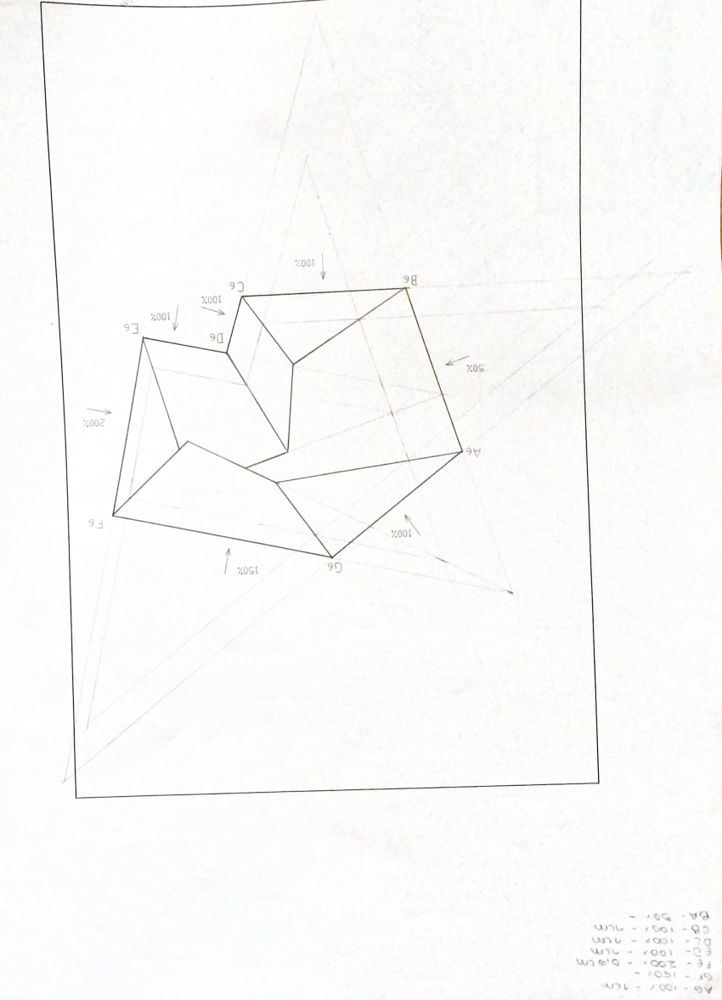 AG - 100% - 1cm
GF - 150% -
FE - 200% - 0,5cm
ED - 100% - 1cm
DC - 100% - 1cm
CB - 100% - 1cm
BA - 50% -
150%
G6
100%
F6
A6
200%
50%
D6
E6
100%
100%
C6
B6
100%